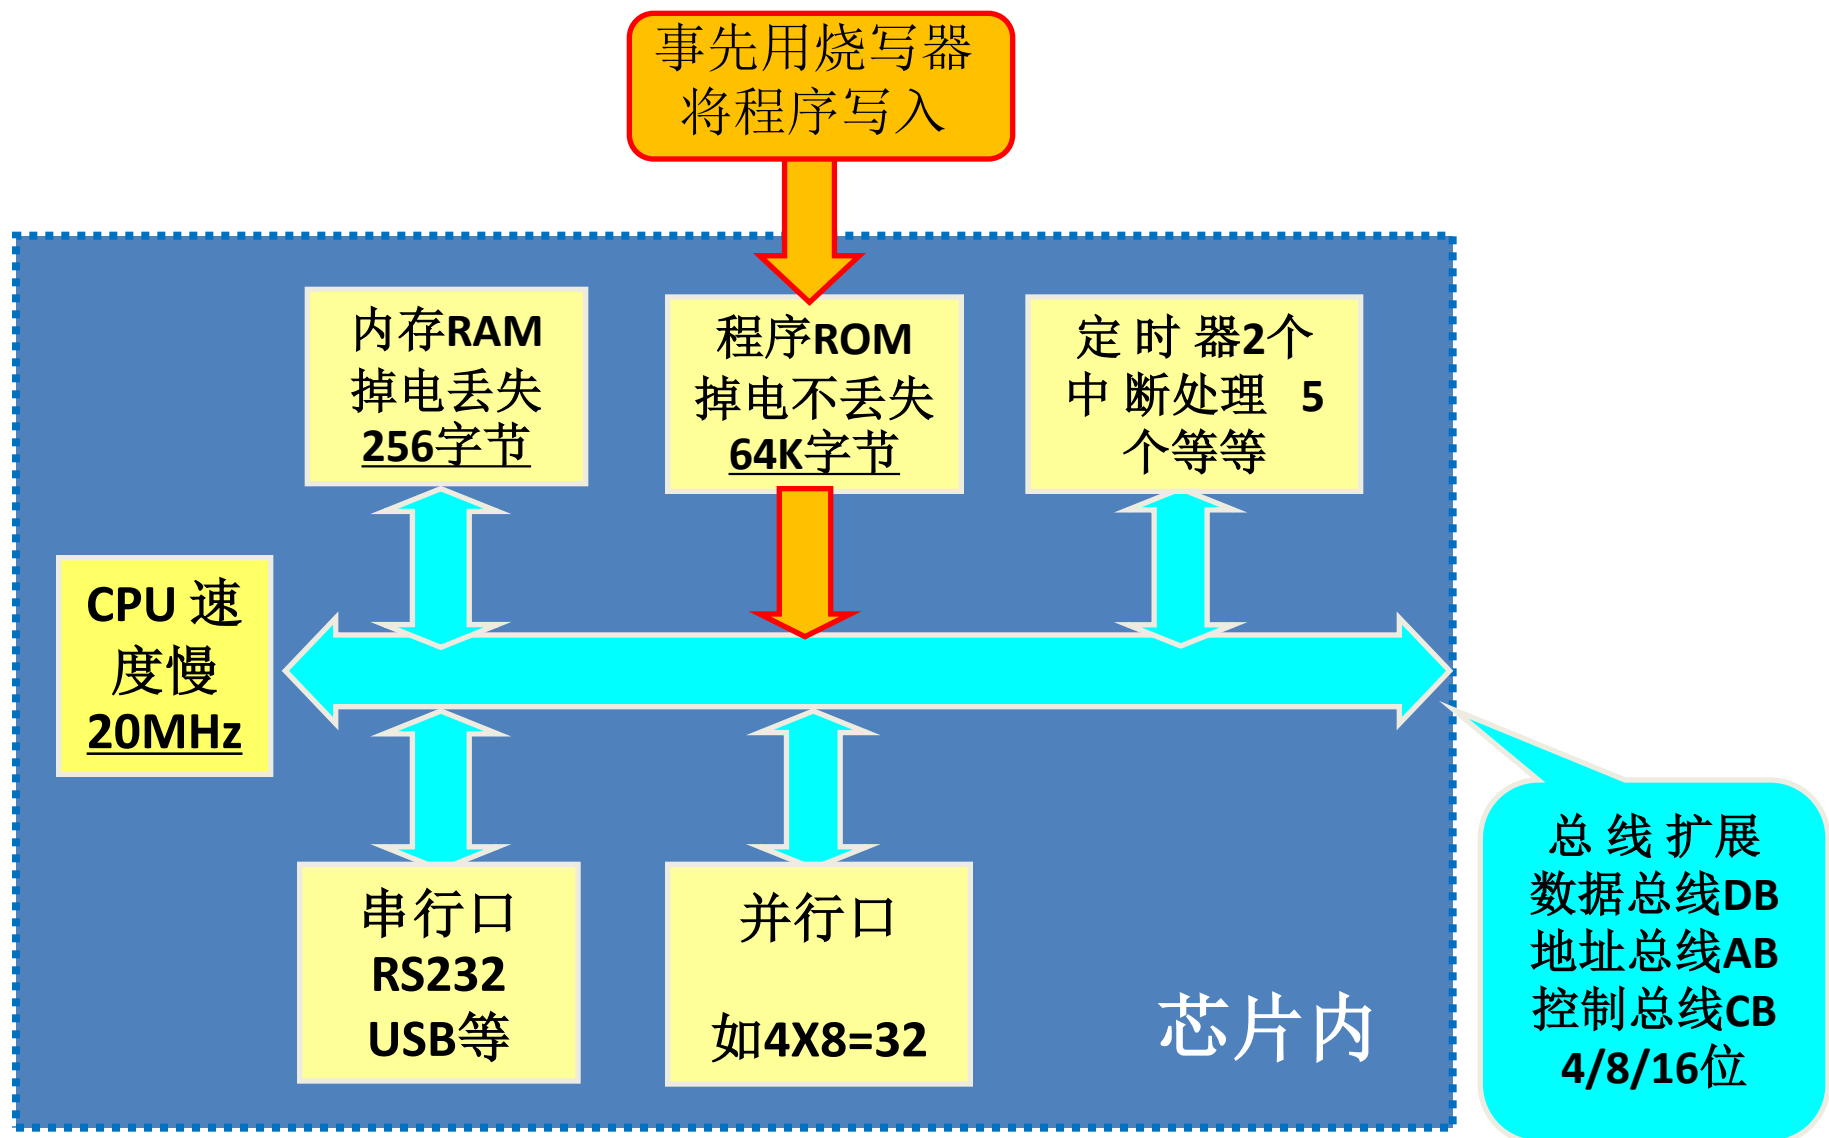 事先用烧写器
将程序写入
内存RAM
掉电丢失
256字节
程序ROM
掉电不丢失
64K字节
定 时 器2个
中 断处理 5
个等等
CPU 速
度慢
20MHz
串行口
RS232
USB等
并行口
如4X8=32
芯片内
总 线 扩展
数据总线DB
地址总线AB
控制总线CB
4/8/16位